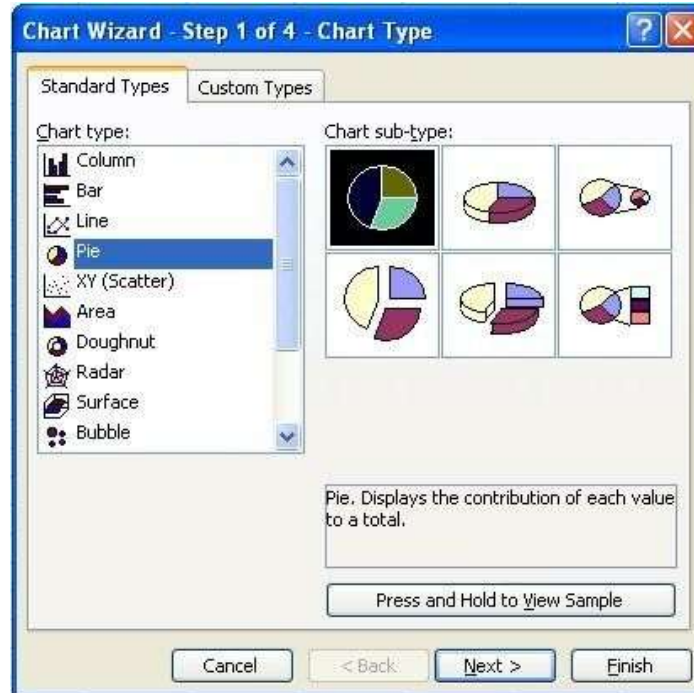 Chart Wizard - Step 1 of 4 - Chart Type
?
Standard Types
Custom Types
Chart type:
Column
Bar
Line
Pie
XY (Scatter)
Area
Doughnut
Radar
Surface
Bubble
Chart sub-type:
Pie. Displays the contribution of each value
to a total.
Press and Hold to View Sample
Cancel
< Back
Next >
Finish